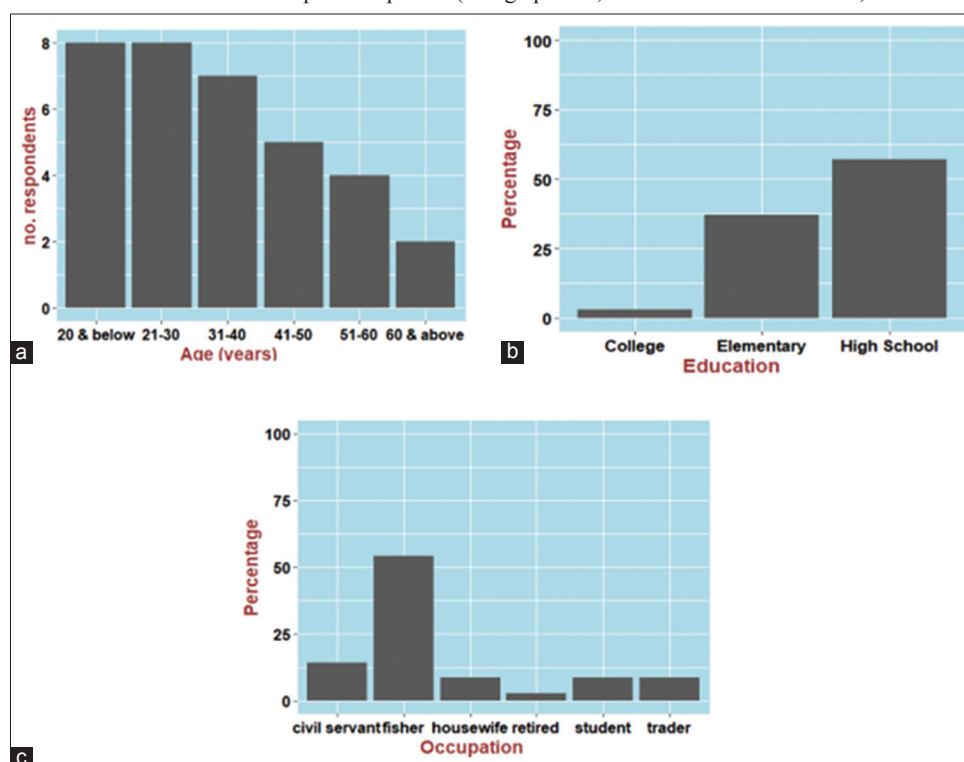 8
6
4
2
0
no. respondents
20 & below 21-30 31-40 41-50 51-60 60 & above
Age (years)
a
100
75
50
25
0
Percentage
College Elementary High School
Education
b
100
75
50
25
0
Percentage
civil servant fisher housewife retired student trader
Occupation
c